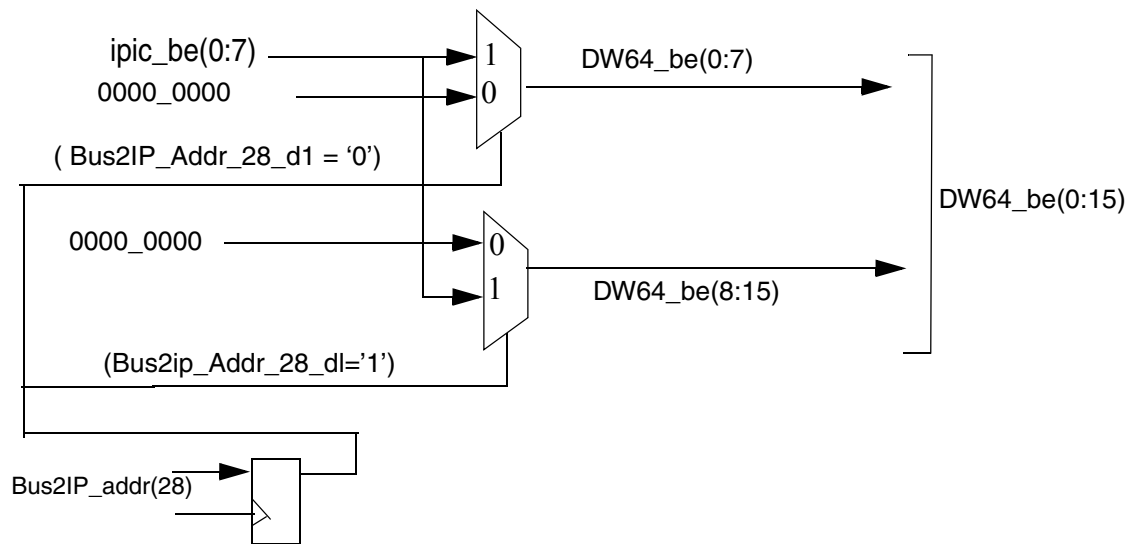 ipic_be(0:7)
1
DW64_be(0:7)
0000_0000
0
( Bus2IP_Addr_28_d1 = ‘0’)
DW64_be(0:15)
0000_0000
0
1
DW64_be(8:15)
(Bus2ip_Addr_28_dl=’1’)
Bus2IP_addr(28)